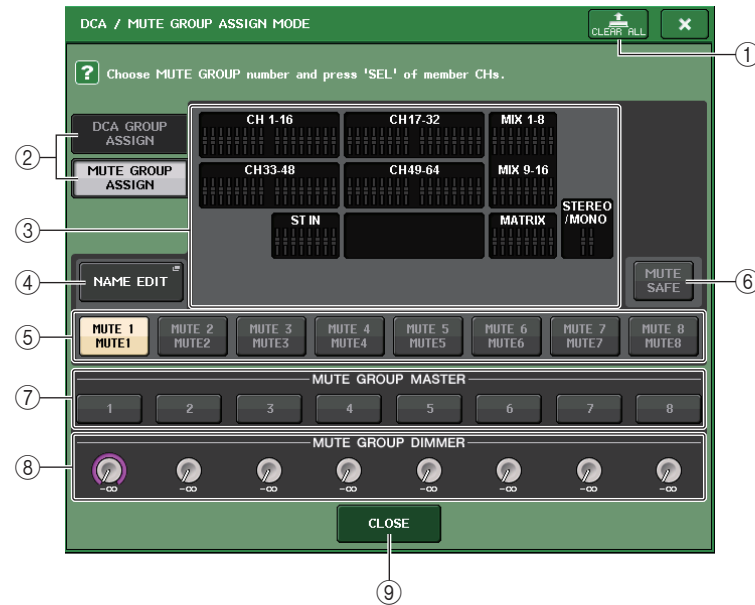 DCA / MUTE GROUP ASSIGN MODE
CLEAR ALL
×
①
? Choose MUTE GROUP number and press 'SEL' of member CHs.
②
DCA GROUP
ASSIGN
MUTE GROUP
ASSIGN
③
CH 1-16
CH17-32
MIX 1-8
CH33-48
CH49-64
MIX 9-16
ST IN
MATRIX
STEREO
/MONO
④
NAME EDIT
MUTE
SAFE
⑥
⑤
MUTE 1
MUTE1
MUTE 2
MUTE2
MUTE 3
MUTE3
MUTE 4
MUTE4
MUTE 5
MUTE5
MUTE 6
MUTE6
MUTE 7
MUTE7
MUTE 8
MUTE8
⑦
MUTE GROUP MASTER
1 2 3 4 5 6 7 8
⑧
MUTE GROUP DIMMER
-∞ -∞ -∞ -∞ -∞ -∞ -∞ -∞
CLOSE
⑨